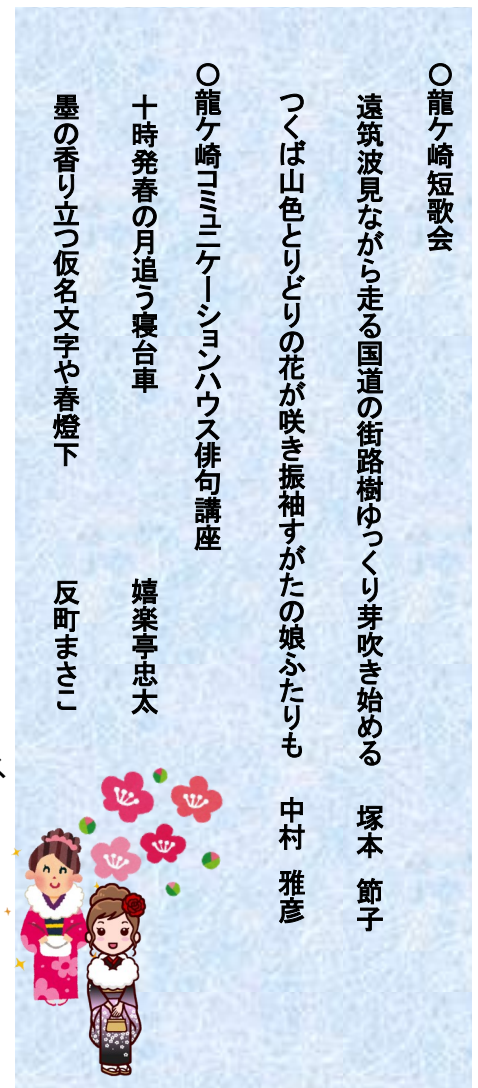 〇龍ケ崎短歌会
遠筑波見ながら走る国道の街路樹ゆっくり芽吹き始める　塚本 節子
つくば山色とりどりの花が咲き振袖すがたの娘ふたりも　中村 雅彦
〇龍ケ崎コミュニケーションハウス俳句講座
十時発春の月追う寝台車　嬉楽亭忠太
墨の香り立つ仮名文字や春燈下　反町まさこ